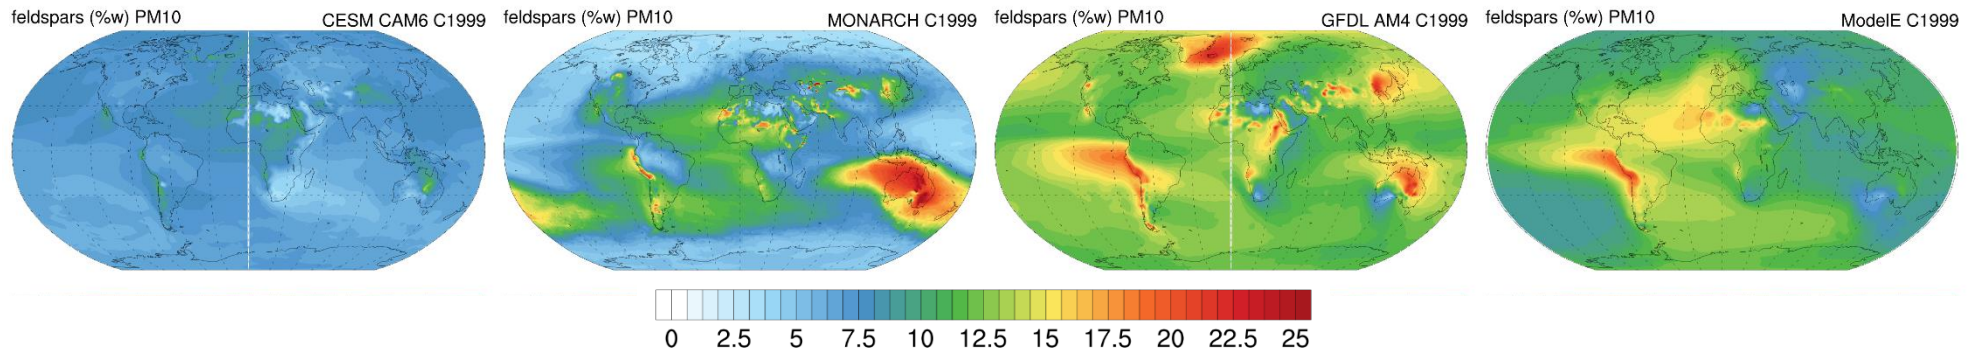 feldspars (%w) PM10 CESM CAM6 C1999
feldspars (%w) PM10 MONARCH C1999
feldspars (%w) PM10 GFDL AM4 C1999
feldspars (%w) PM10 ModelE C1999
0 2.5 5 7.5 10 12.5 15 17.5 20 22.5 25